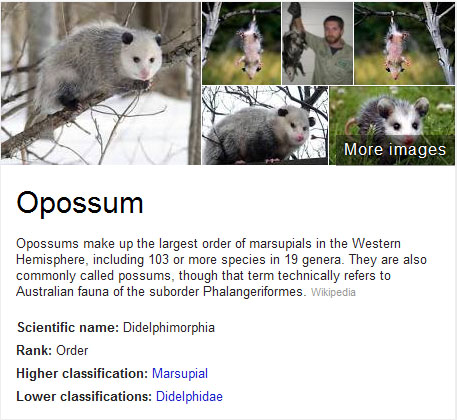 More images
Opossum
Opossums make up the largest order of marsupials in the Western
Hemisphere, including 103 or more species in 19 genera. They are also
commonly called possums, though that term technically refers to
Australian fauna of the suborder Phalangeriformes. Wikipedia
Scientific name: Didelphimorphia
Rank: Order
Higher classification: Marsupial
Lower classifications: Didelphidae